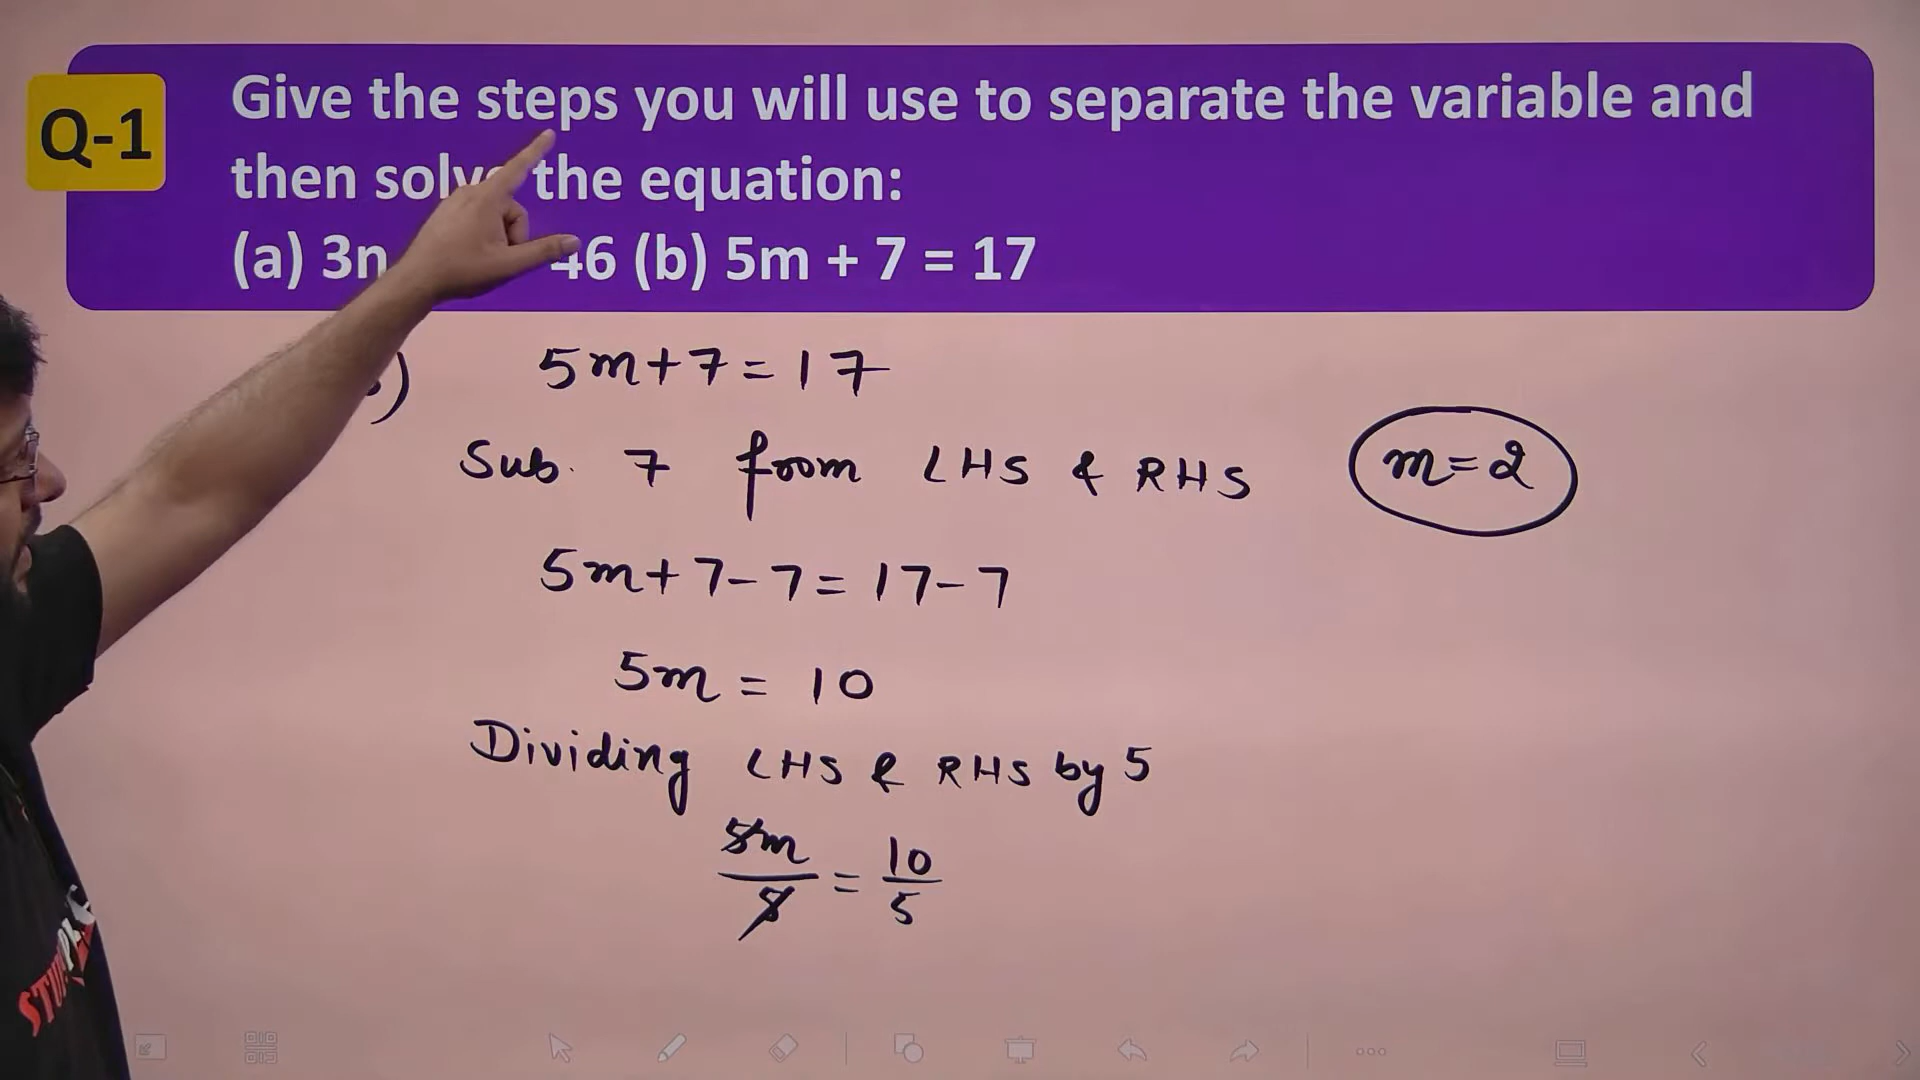 Q-1
Give the steps you will use to separate the variable and
then solve the equation:
(a) 3n 46 (b) 5m + 7 = 17
) 5m+7=17
Sub. 7 from LHS & RHS
m=2
5m+7-7=17-7
5m = 10
Dividing LHS & RHS by 5
5m/5 = 10/5